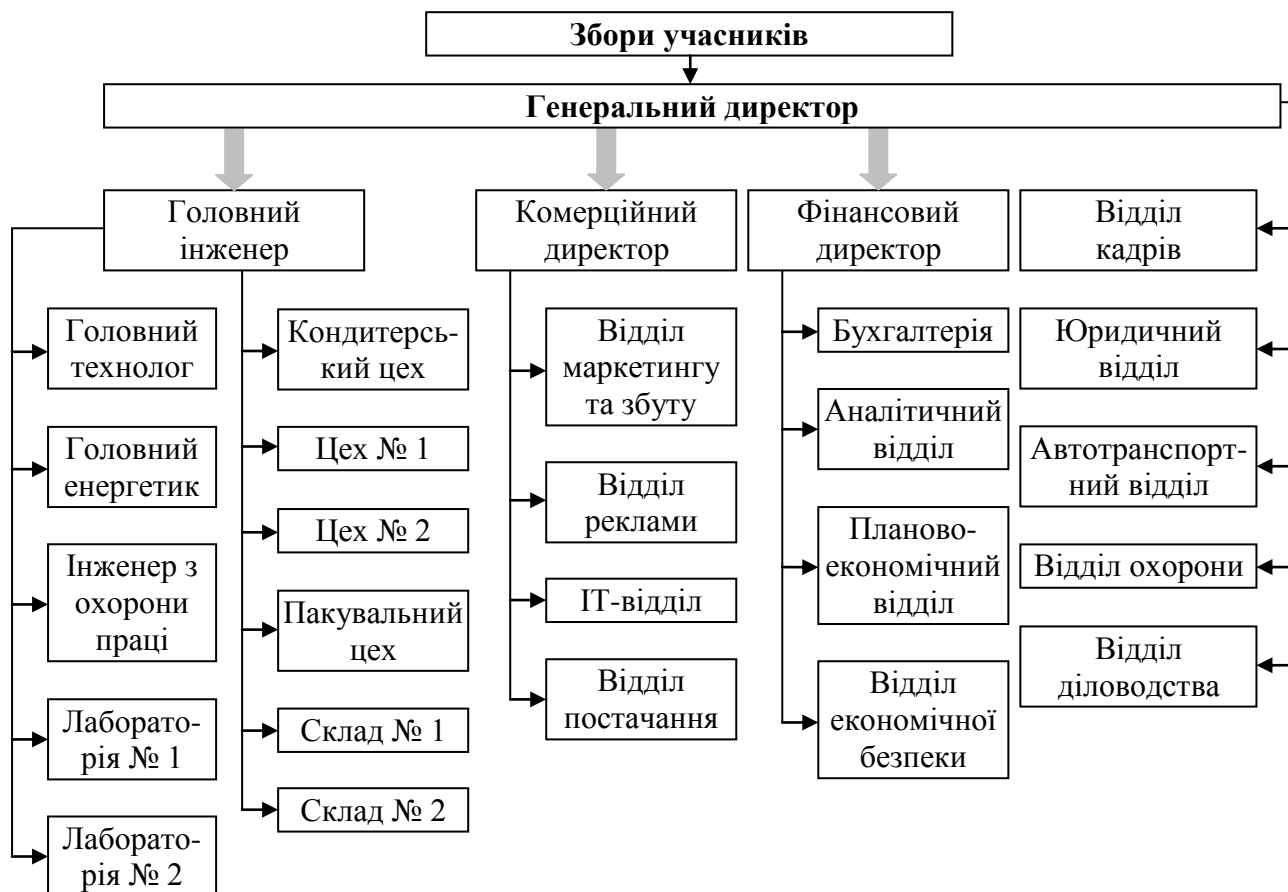 Збори учасників
Генеральний директор
Головний
інженер
Комерційний
директор
Фінансовий
директор
Відділ
кадрів
Головний
технолог
Головний
енергетик
Інженер з
охорони
праці
Лаборато-
рія № 1
Лаборато-
рія № 2
Кондитерсь-
кий цех
Цех № 1
Цех № 2
Пакувальний
цех
Склад № 1
Склад № 2
Відділ
маркетингу
та збуту
Відділ
реклами
ІТ-відділ
Відділ
постачання
Бухгалтерія
Аналітичний
відділ
Планово-
економічний
відділ
Відділ
економічної
безпеки
Юридичний
відділ
Автотранспорт-
ний відділ
Відділ охорони
Відділ
діловодства